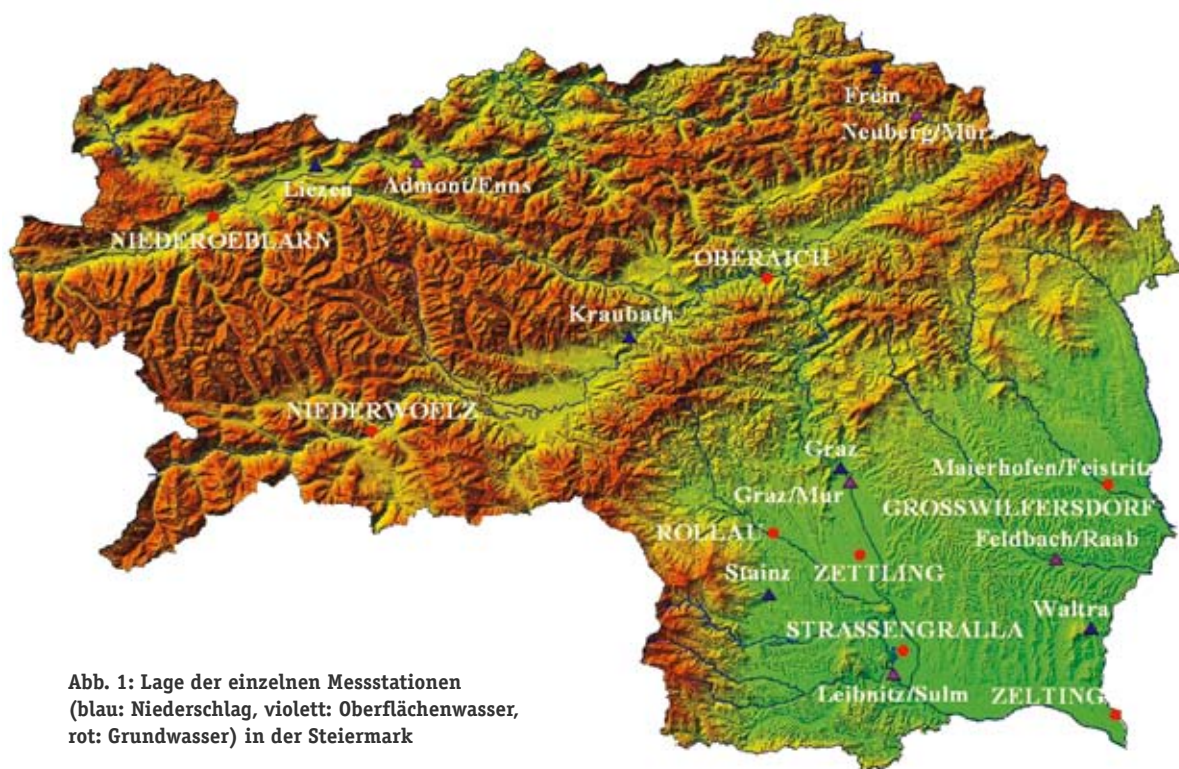 Frein
Neuberg/Mürz
Liezen
Admont/Enns
NIEDEROEBLARN
OBERAICH
Kraubath
NIEDERWOELZ
Graz
Maierhofen/Feistritz
Graz/Mur
GROSSWILFERSDORF
ROLLAU
Feldbach/Raab
Stainz
ZETTLING
Waltra
STRASSENGRALLA
Leibnitz/Sulm
ZELTING
Abb. 1: Lage der einzelnen Messstationen
(blau: Niederschlag, violett: Oberflächenwasser,
rot: Grundwasser) in der Steiermark